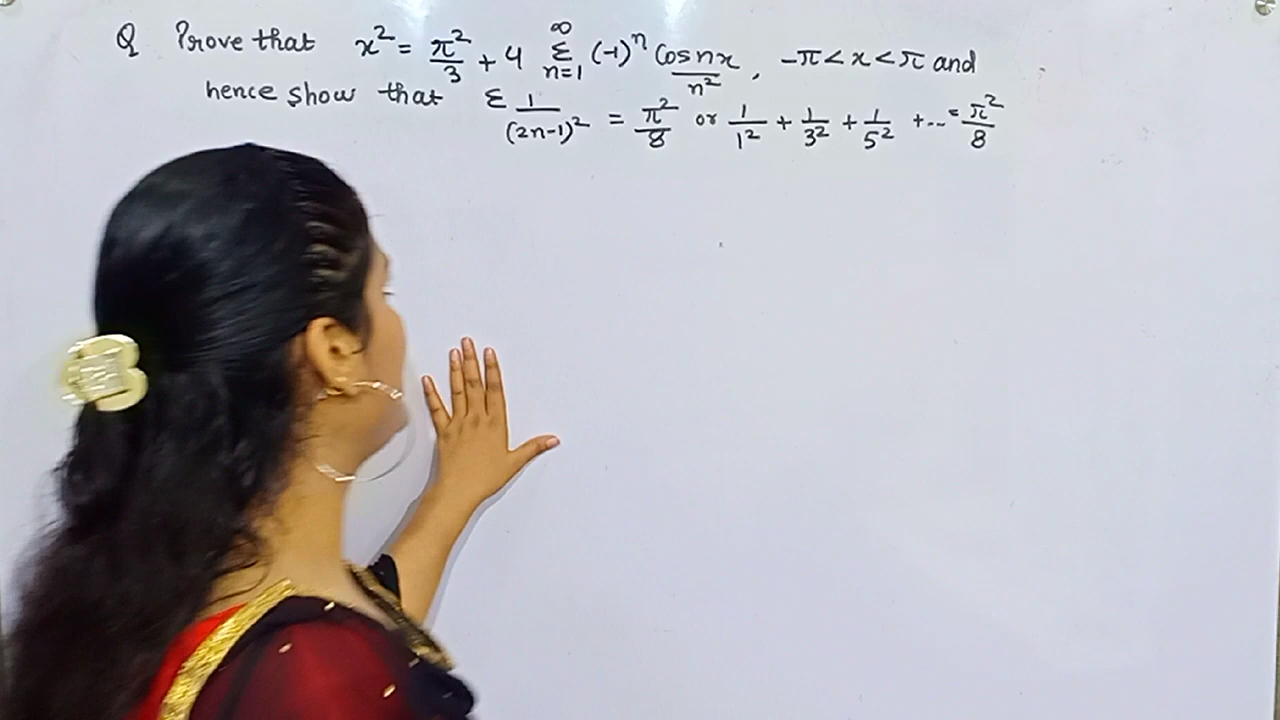 Q Prove that x² = π²/3 + 4 ∞Σn=1 (-1)ⁿ cos nx/n², -π < x < π and
hence show that Σ 1/(2n-1)² = π²/8 or 1/1² + 1/3² + 1/5² + ... = π²/8